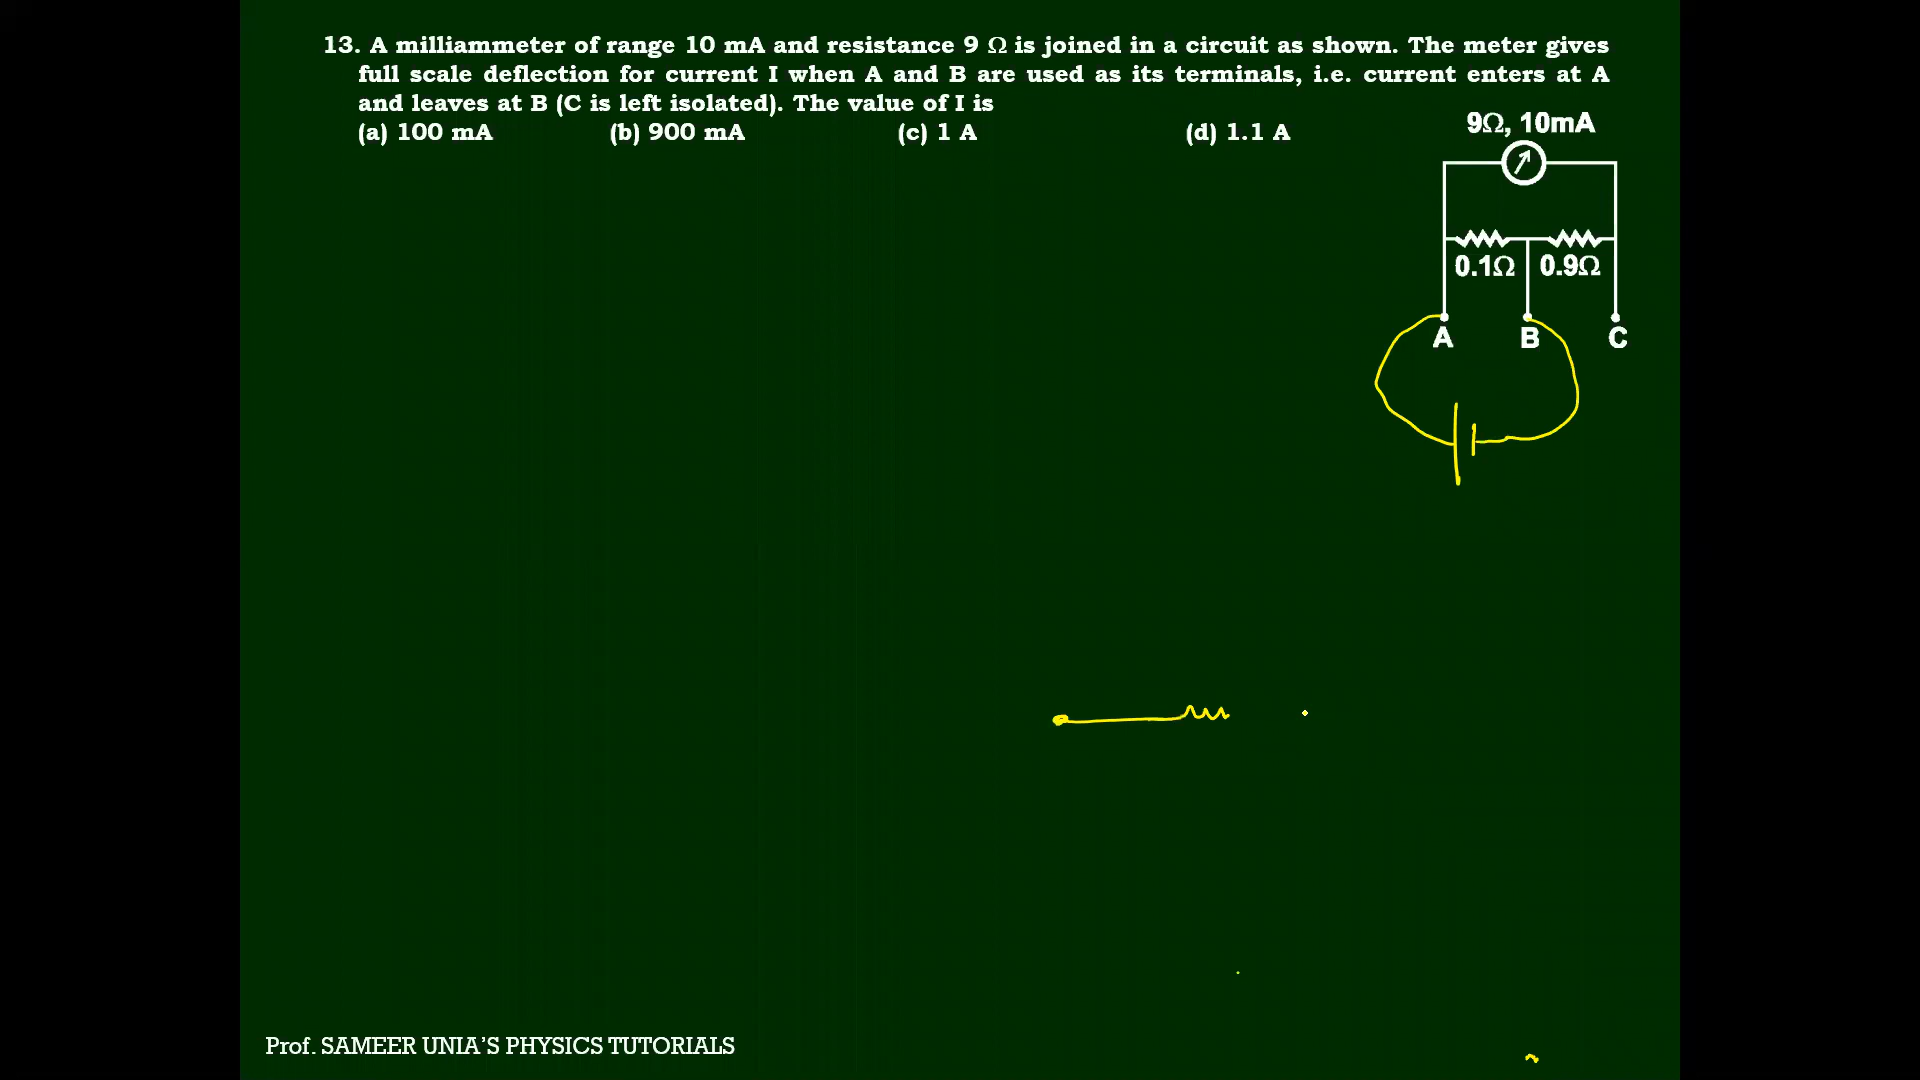 13. A milliammeter of range 10 mA and resistance 9 Ω is joined in a circuit as shown. The meter gives
full scale deflection for current I when A and B are used as its terminals, i.e. current enters at A
and leaves at B (C is left isolated). The value of I is
(a) 100 mA (b) 900 mA (c) 1 A (d) 1.1 A
9Ω, 10mA
0.1Ω 0.9Ω
A B C
Prof. SAMEER UNIA'S PHYSICS TUTORIALS